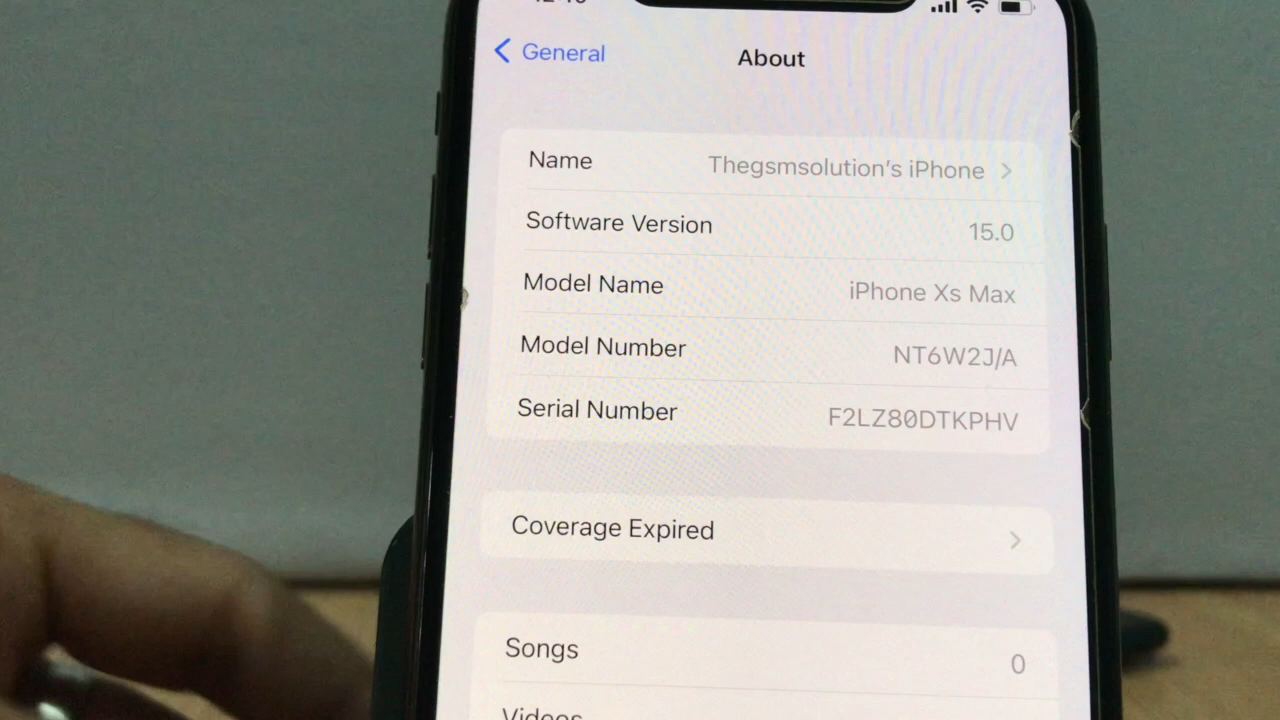 General
About
Name Thegsmsolution's iPhone
Software Version 15.0
Model Name iPhone Xs Max
Model Number NT6W2J/A
Serial Number F2LZ80DTKPHV
Coverage Expired
Songs 0
Videos